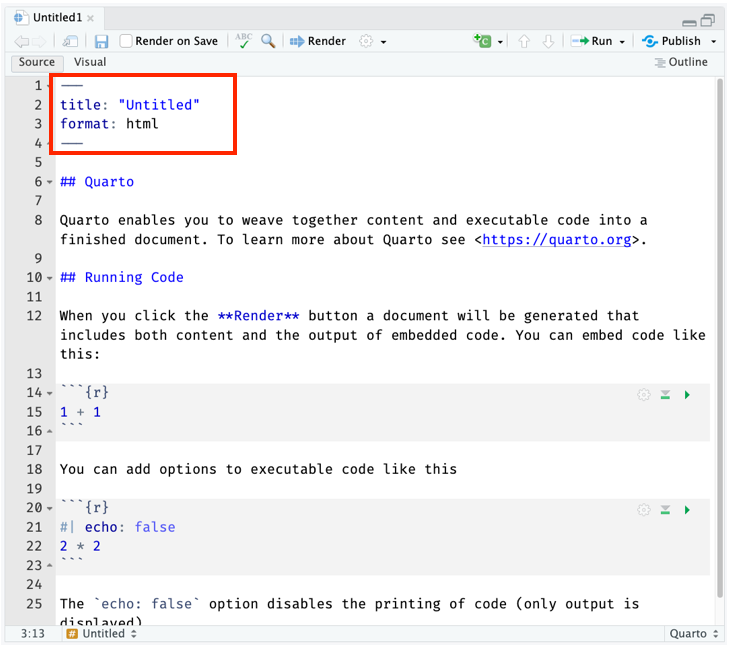 Untitled1
Render on Save ABC Render Run Publish
Source Visual Outline
1 ---
2 title: "Untitled"
3 format: html
4 ---
5
6 ## Quarto
7
8 Quarto enables you to weave together content and executable code into a
finished document. To learn more about Quarto see <https://quarto.org>.
9
10 ## Running Code
11
12 When you click the **Render** button a document will be generated that
includes both content and the output of embedded code. You can embed code like
this:
13
14 ```{r}
15 1 + 1
16 ```
17
18 You can add options to executable code like this
19
20 ```{r}
21 #| echo: false
22 2 * 2
23 ```
24
25 The `echo: false` option disables the printing of code (only output is
displayed)
3:13 # Untitled Quarto